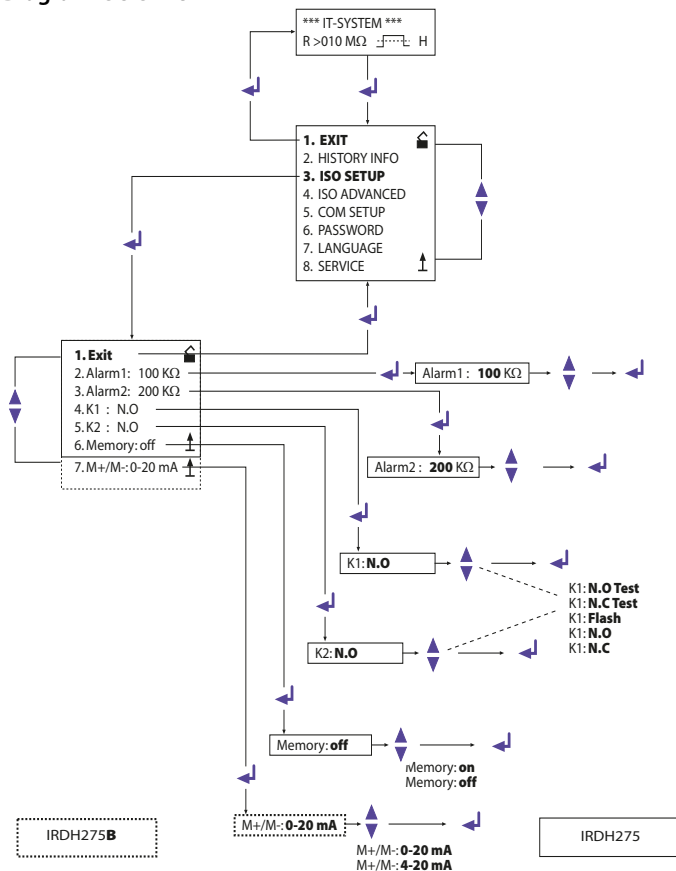 *** IT-SYSTEM ***
R >010 MΩ H
1. EXIT
2. HISTORY INFO
3. ISO SETUP
4. ISO ADVANCED
5. COM SETUP
6. PASSWORD
7. LANGUAGE
8. SERVICE
1.Exit
2.Alarm1: 100 KΩ
3.Alarm2: 200 KΩ
4.K1 : N.O
5.K2 : N.O
6.Memory: off
7.M+/M-:0-20 mA
Alarm1 : 100 KΩ
Alarm2 : 200 KΩ
K1: N.O
K1: N.O Test
K1: N.C Test
K1: Flash
K1: N.O
K1: N.C
K2: N.O
Memory: off
Memory: on
Memory: off
M+/M-: 0-20 mA
M+/M-: 0-20 mA
M+/M-: 4-20 mA
IRDH275B
IRDH275